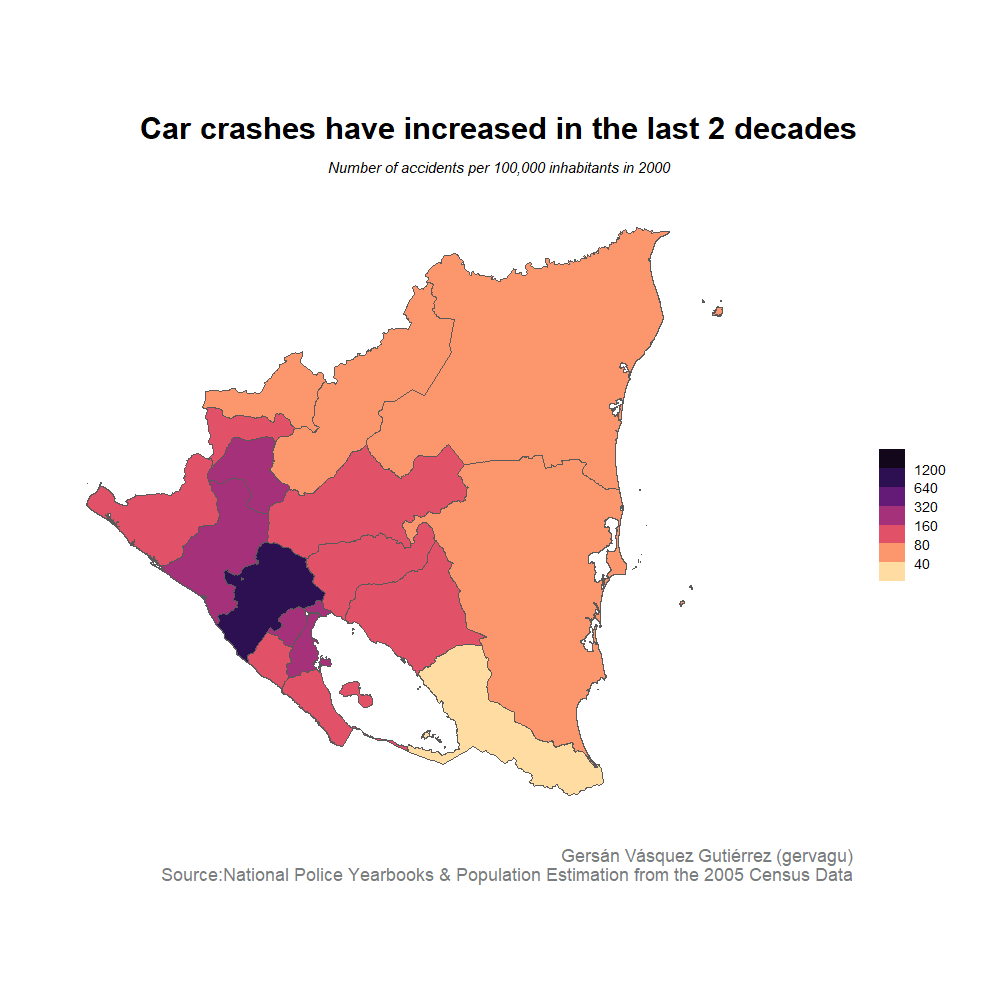 Car crashes have increased in the last 2 decades
Number of accidents per 100,000 inhabitants in 2000
1200
640
320
160
80
40
Gersán Vásquez Gutiérrez (gervagu)
Source:National Police Yearbooks & Population Estimation from the 2005 Census Data